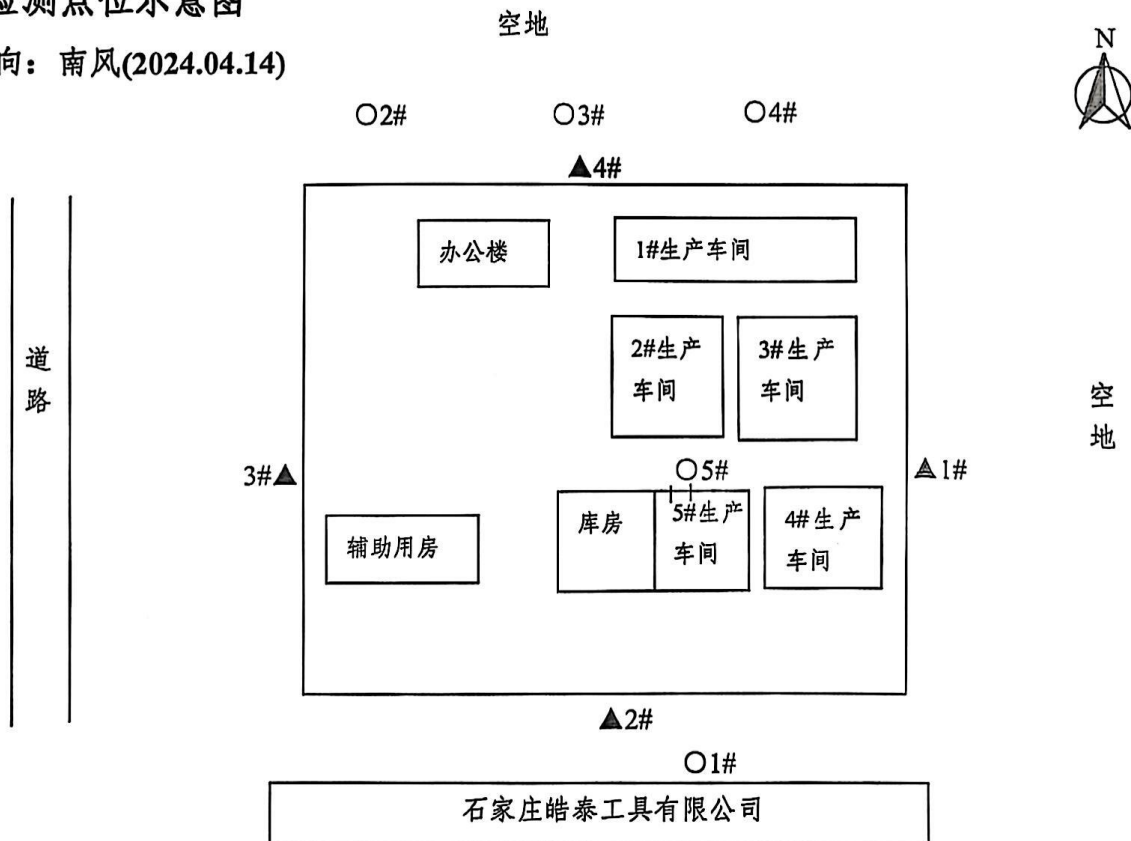 检测点位示意图
空地
向：南风(2024.04.14)
N
○2#
○3#
○4#
▲4#
办公楼
1#生产车间
2#生产
车间
3#生产
车间
道
路
空
地
3#▲
○5#
▲1#
库房
5#生产
车间
4#生产
车间
辅助用房
▲2#
○1#
石家庄皓泰工具有限公司